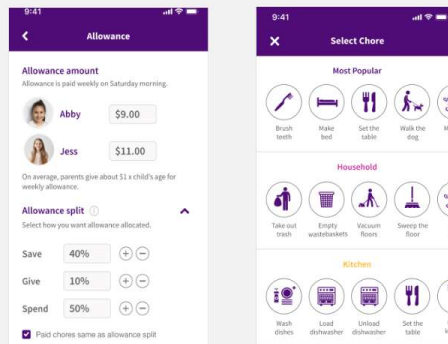 9:41
Allowance
Allowance amount
Allowance is paid weekly on Saturday morning.
Abby
$9.00
Jess
$11.00
On average, parents give about $1 x child's age for
weekly allowance.
Allowance split
Select how you want allowance allocated.
Save
40%
Give
10%
Spend
50%
Paid chores same as allowance split
9:41
Select Chore
Most Popular
Brush
teeth
Make
bed
Set the
table
Walk the
dog
Household
Take out
trash
Empty
wastebaskets
Vacuum
floors
Sweep the
floor
Kitchen
Wash
dishes
Load
dishwasher
Unload
dishwasher
Set the
table